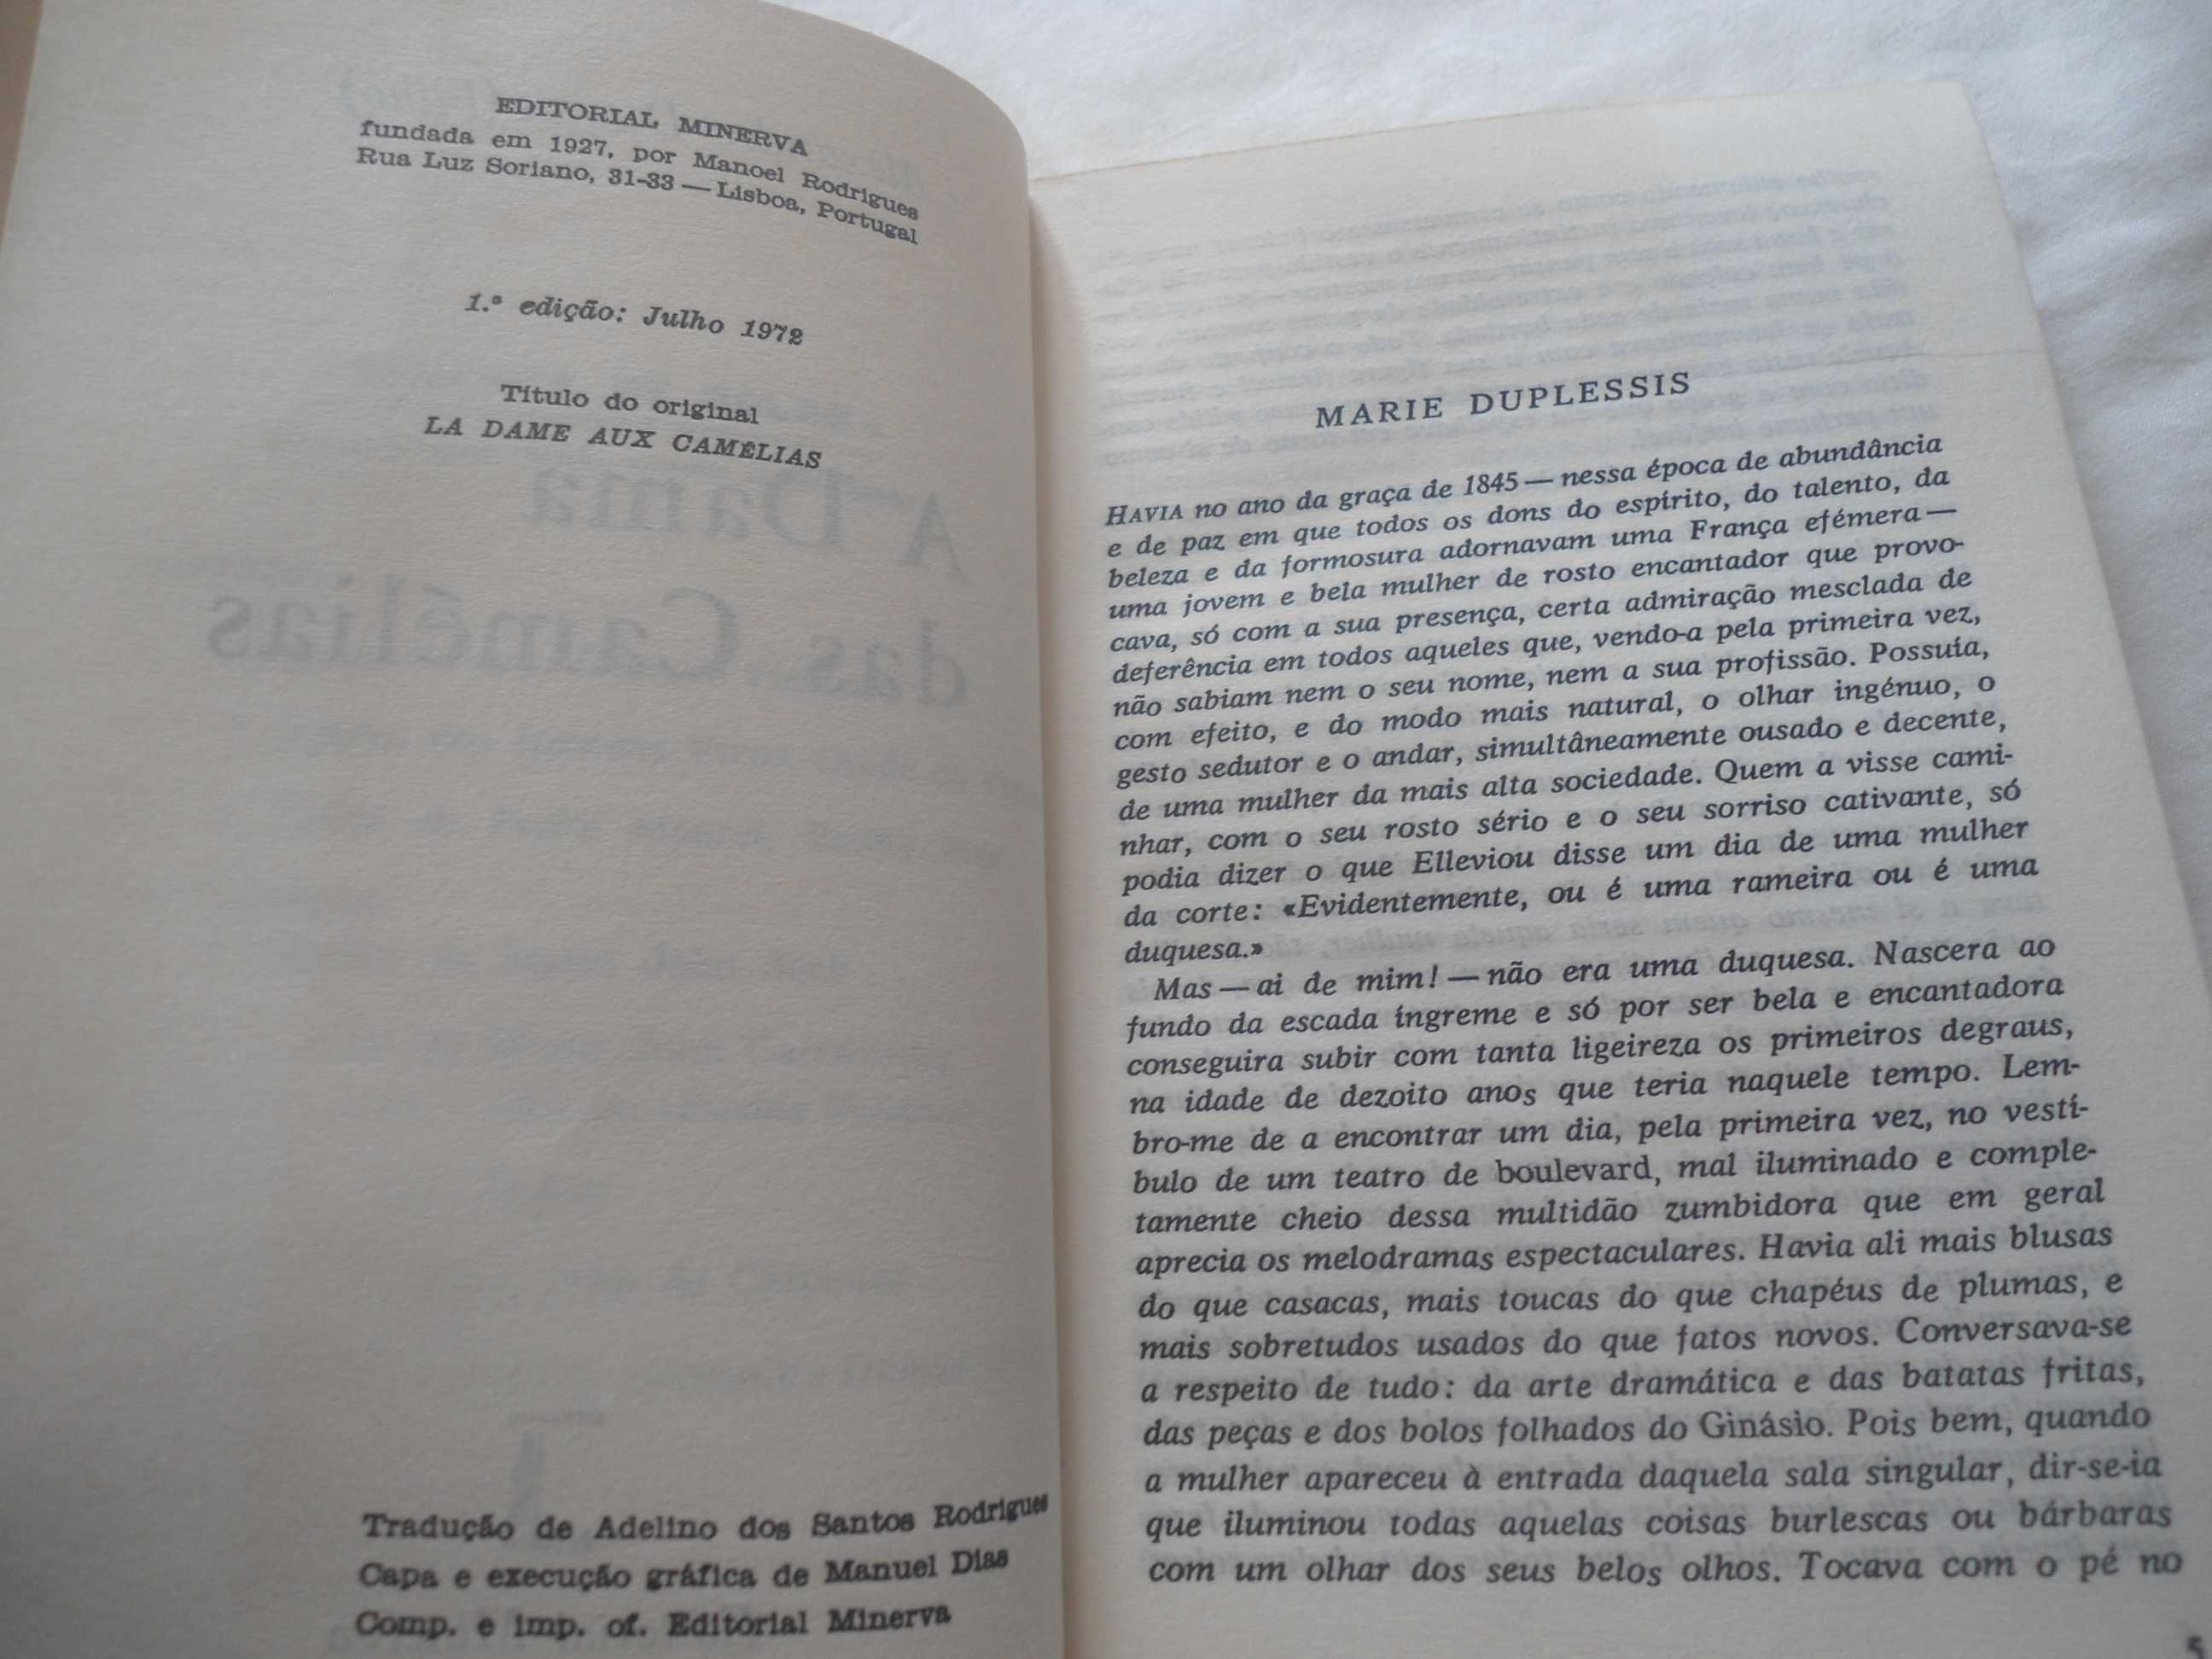 EDITORIAL MINERVA
fundada em 1927, por Manoel Rodrigues
Rua Luz Soriano, 31-33 — Lisboa, Portugal
1.ª edição: Julho 1972
Título do original
LA DAME AUX CAMÊLIAS
A Dama
das Camélias
Tradução de Adelino dos Santos Rodrigues
Capa e execução gráfica de Manuel Dias
Comp. e imp. of. Editorial Minerva
MARIE DUPLESSIS
HAVIA no ano da graça de 1845 — nessa época de abundância
e de paz em que todos os dons do espírito, do talento, da
beleza e da formosura adornavam uma França efémera —
uma jovem e bela mulher de rosto encantador que provo-
cava, só com a sua presença, certa admiração mesclada de
deferência em todos aqueles que, vendo-a pela primeira vez,
não sabiam nem o seu nome, nem a sua profissão. Possuía,
com efeito, e do modo mais natural, o olhar ingénuo, o
gesto sedutor e o andar, simultâneamente ousado e decente,
de uma mulher da mais alta sociedade. Quem a visse cami-
nhar, com o seu rosto sério e o seu sorriso cativante, só
podia dizer o que Elleviou disse um dia de uma mulher
da corte: «Evidentemente, ou é uma rameira ou é uma
duquesa.»
Mas — ai de mim! — não era uma duquesa. Nascera ao
fundo da escada íngreme e só por ser bela e encantadora
conseguira subir com tanta ligeireza os primeiros degraus,
na idade de dezoito anos que teria naquele tempo. Lem-
bro-me de a encontrar um dia, pela primeira vez, no vestí-
bulo de um teatro de boulevard, mal iluminado e comple-
tamente cheio dessa multidão zumbidora que em geral
aprecia os melodramas espectaculares. Havia ali mais blusas
do que casacas, mais toucas do que chapéus de plumas, e
mais sobretudos usados do que fatos novos. Conversava-se
a respeito de tudo: da arte dramática e das batatas fritas,
das peças e dos bolos folhados do Ginásio. Pois bem, quando
a mulher apareceu à entrada daquela sala singular, dir-se-ia
que iluminou todas aquelas coisas burlescas ou bárbaras
com um olhar dos seus belos olhos. Tocava com o pé no
5